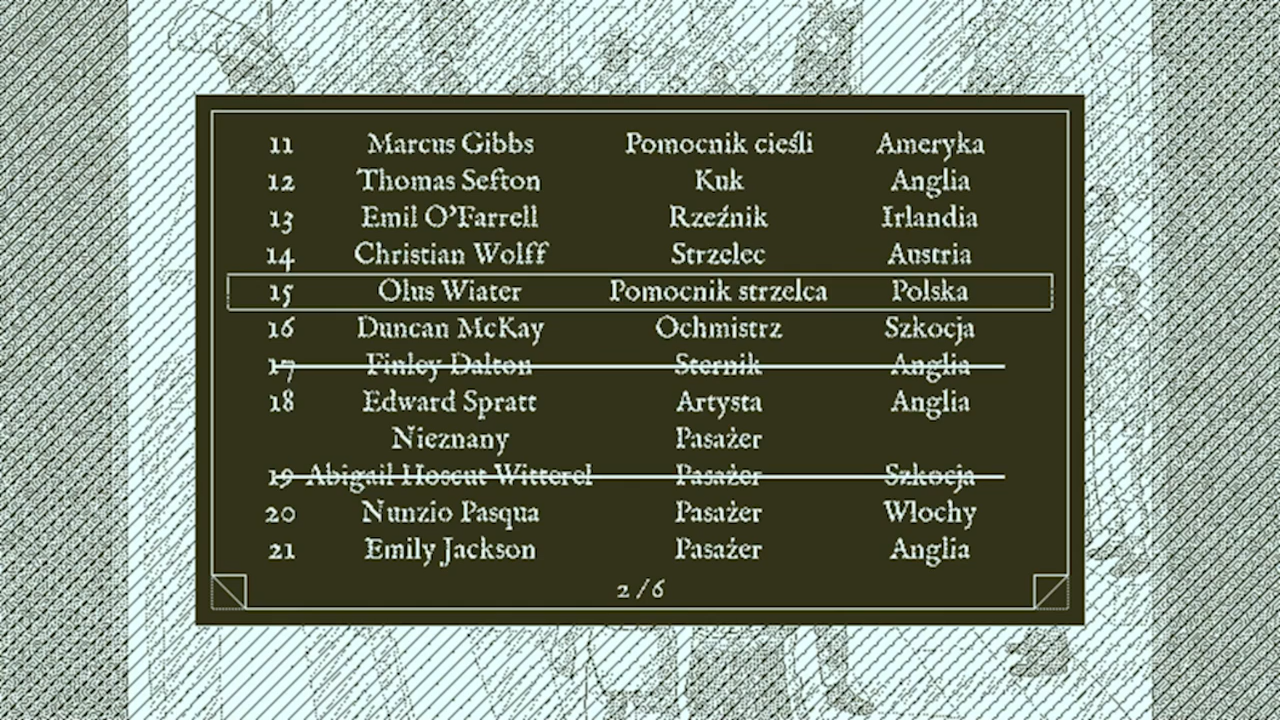 11 Marcus Gibbs Pomocnik cieśli Ameryka
12 Thomas Sefton Kuk Anglia
13 Emil O'Farrell Rzeźnik Irlandia
14 Christian Wolff Strzelec Austria
15 Olus Wiater Pomocnik strzelca Polska
16 Duncan McKay Ochmistrz Szkocja
17 Finley Dalton Sternik Anglia
18 Edward Spratt Artysta Anglia
Nieznany Pasażer
19 Abigail Hoscut Witterel Pasażer Szkocja
20 Nunzio Pasqua Pasażer Włochy
21 Emily Jackson Pasażer Anglia
2/6